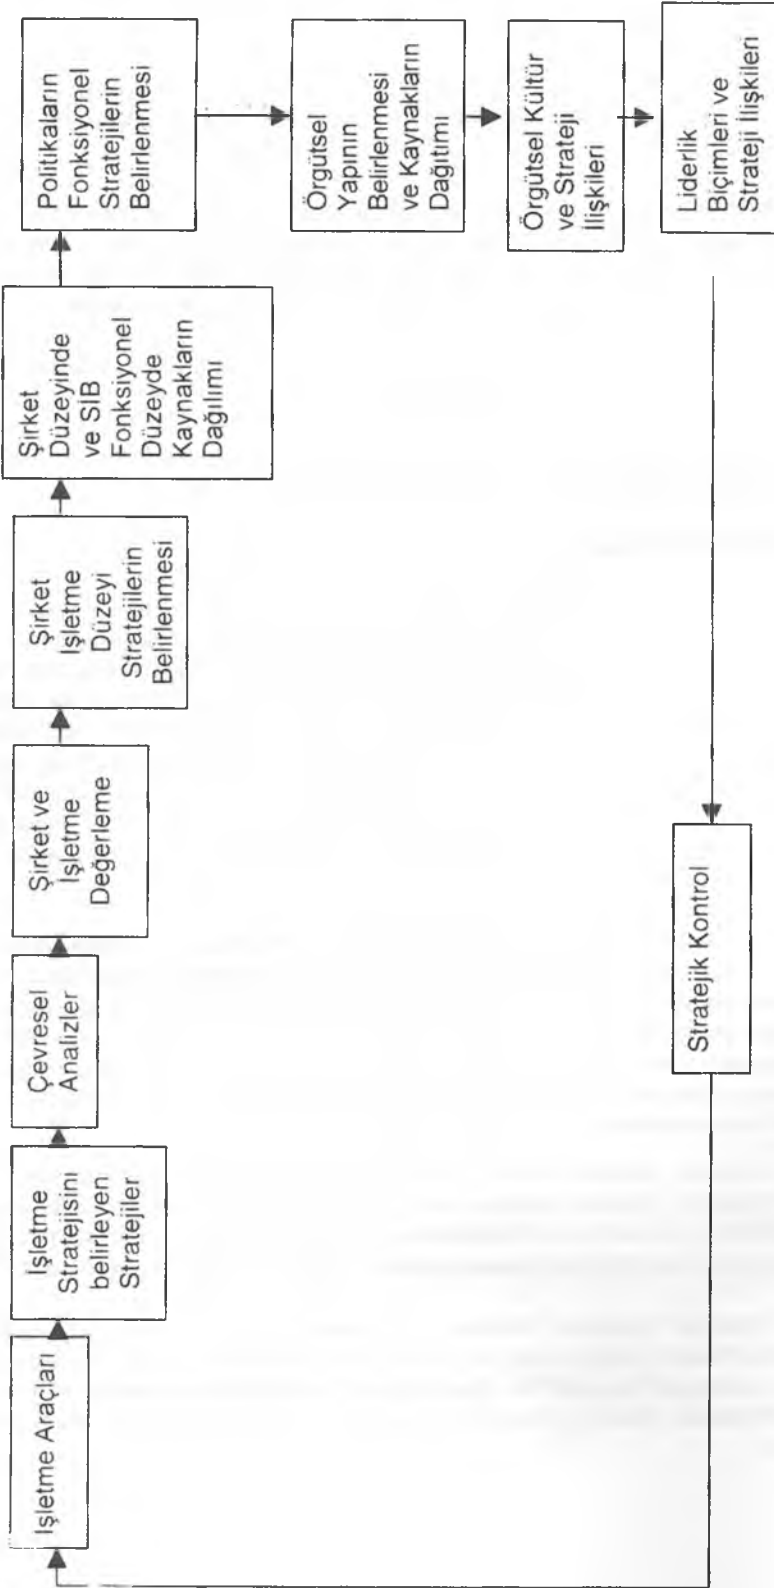 İşletme Araçları
İşletme
Stratejisini
belirleyen
Stratejiler
Çevresel
Analizler
Şirket ve
İşletme
Değerleme
Şirket
İşletme
Düzeyi
Stratejilerin
Belirlenmesi
Şirket
Düzeyinde
ve SİB
Fonksiyonel
Düzeyde
Kaynakların
Dağılımı
Politikaların
Fonksiyonel
Stratejilerin
Belirlenmesi
Örgütsel
Yapının
Belirlenmesi
ve Kaynakların
Dağıtımı
Örgütsel Kültür
ve Strateji
İlişkileri
Liderlik
Biçimleri ve
Strateji İlişkileri
Stratejik Kontrol